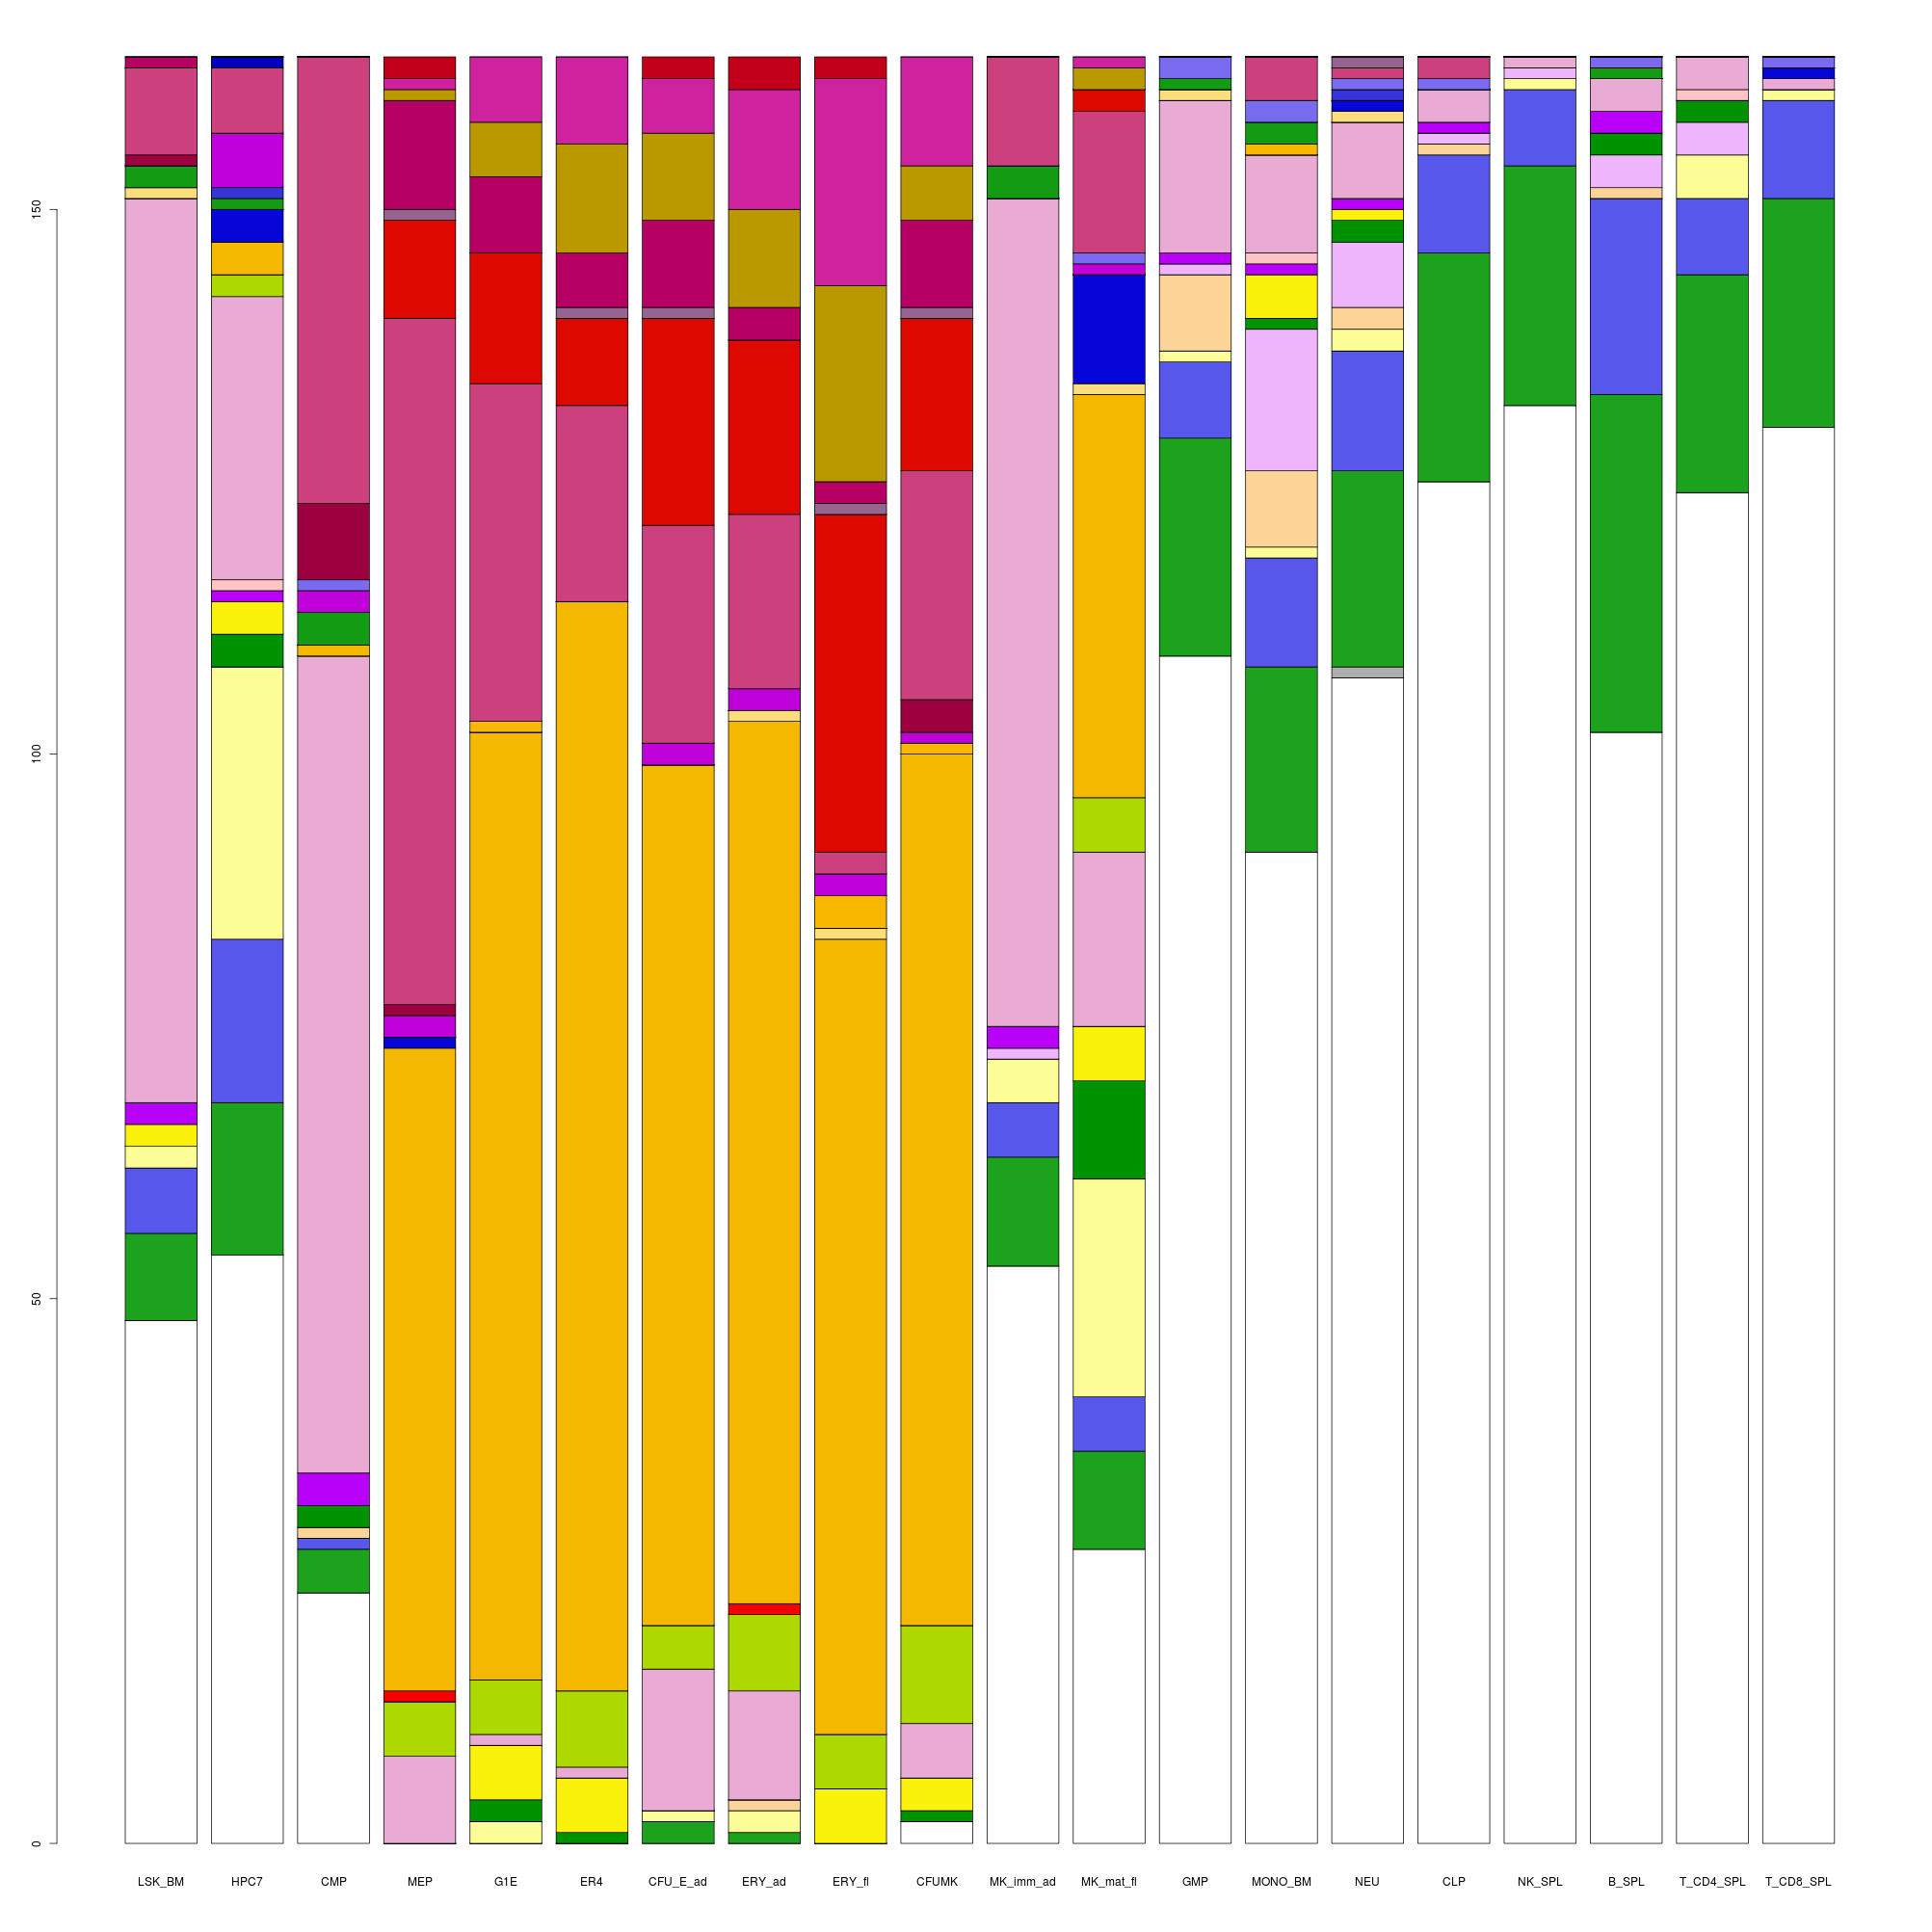 150
100
50
0
LSK_BM HPC7 CMP MEP G1E ER4 CFU_E_ad ERY_ad ERY_fl CFUMK MK_imm_ad MK_mat_fl GMP MONO_BM NEU CLP NK_SPL B_SPL T_CD4_SPL T_CD8_SPL